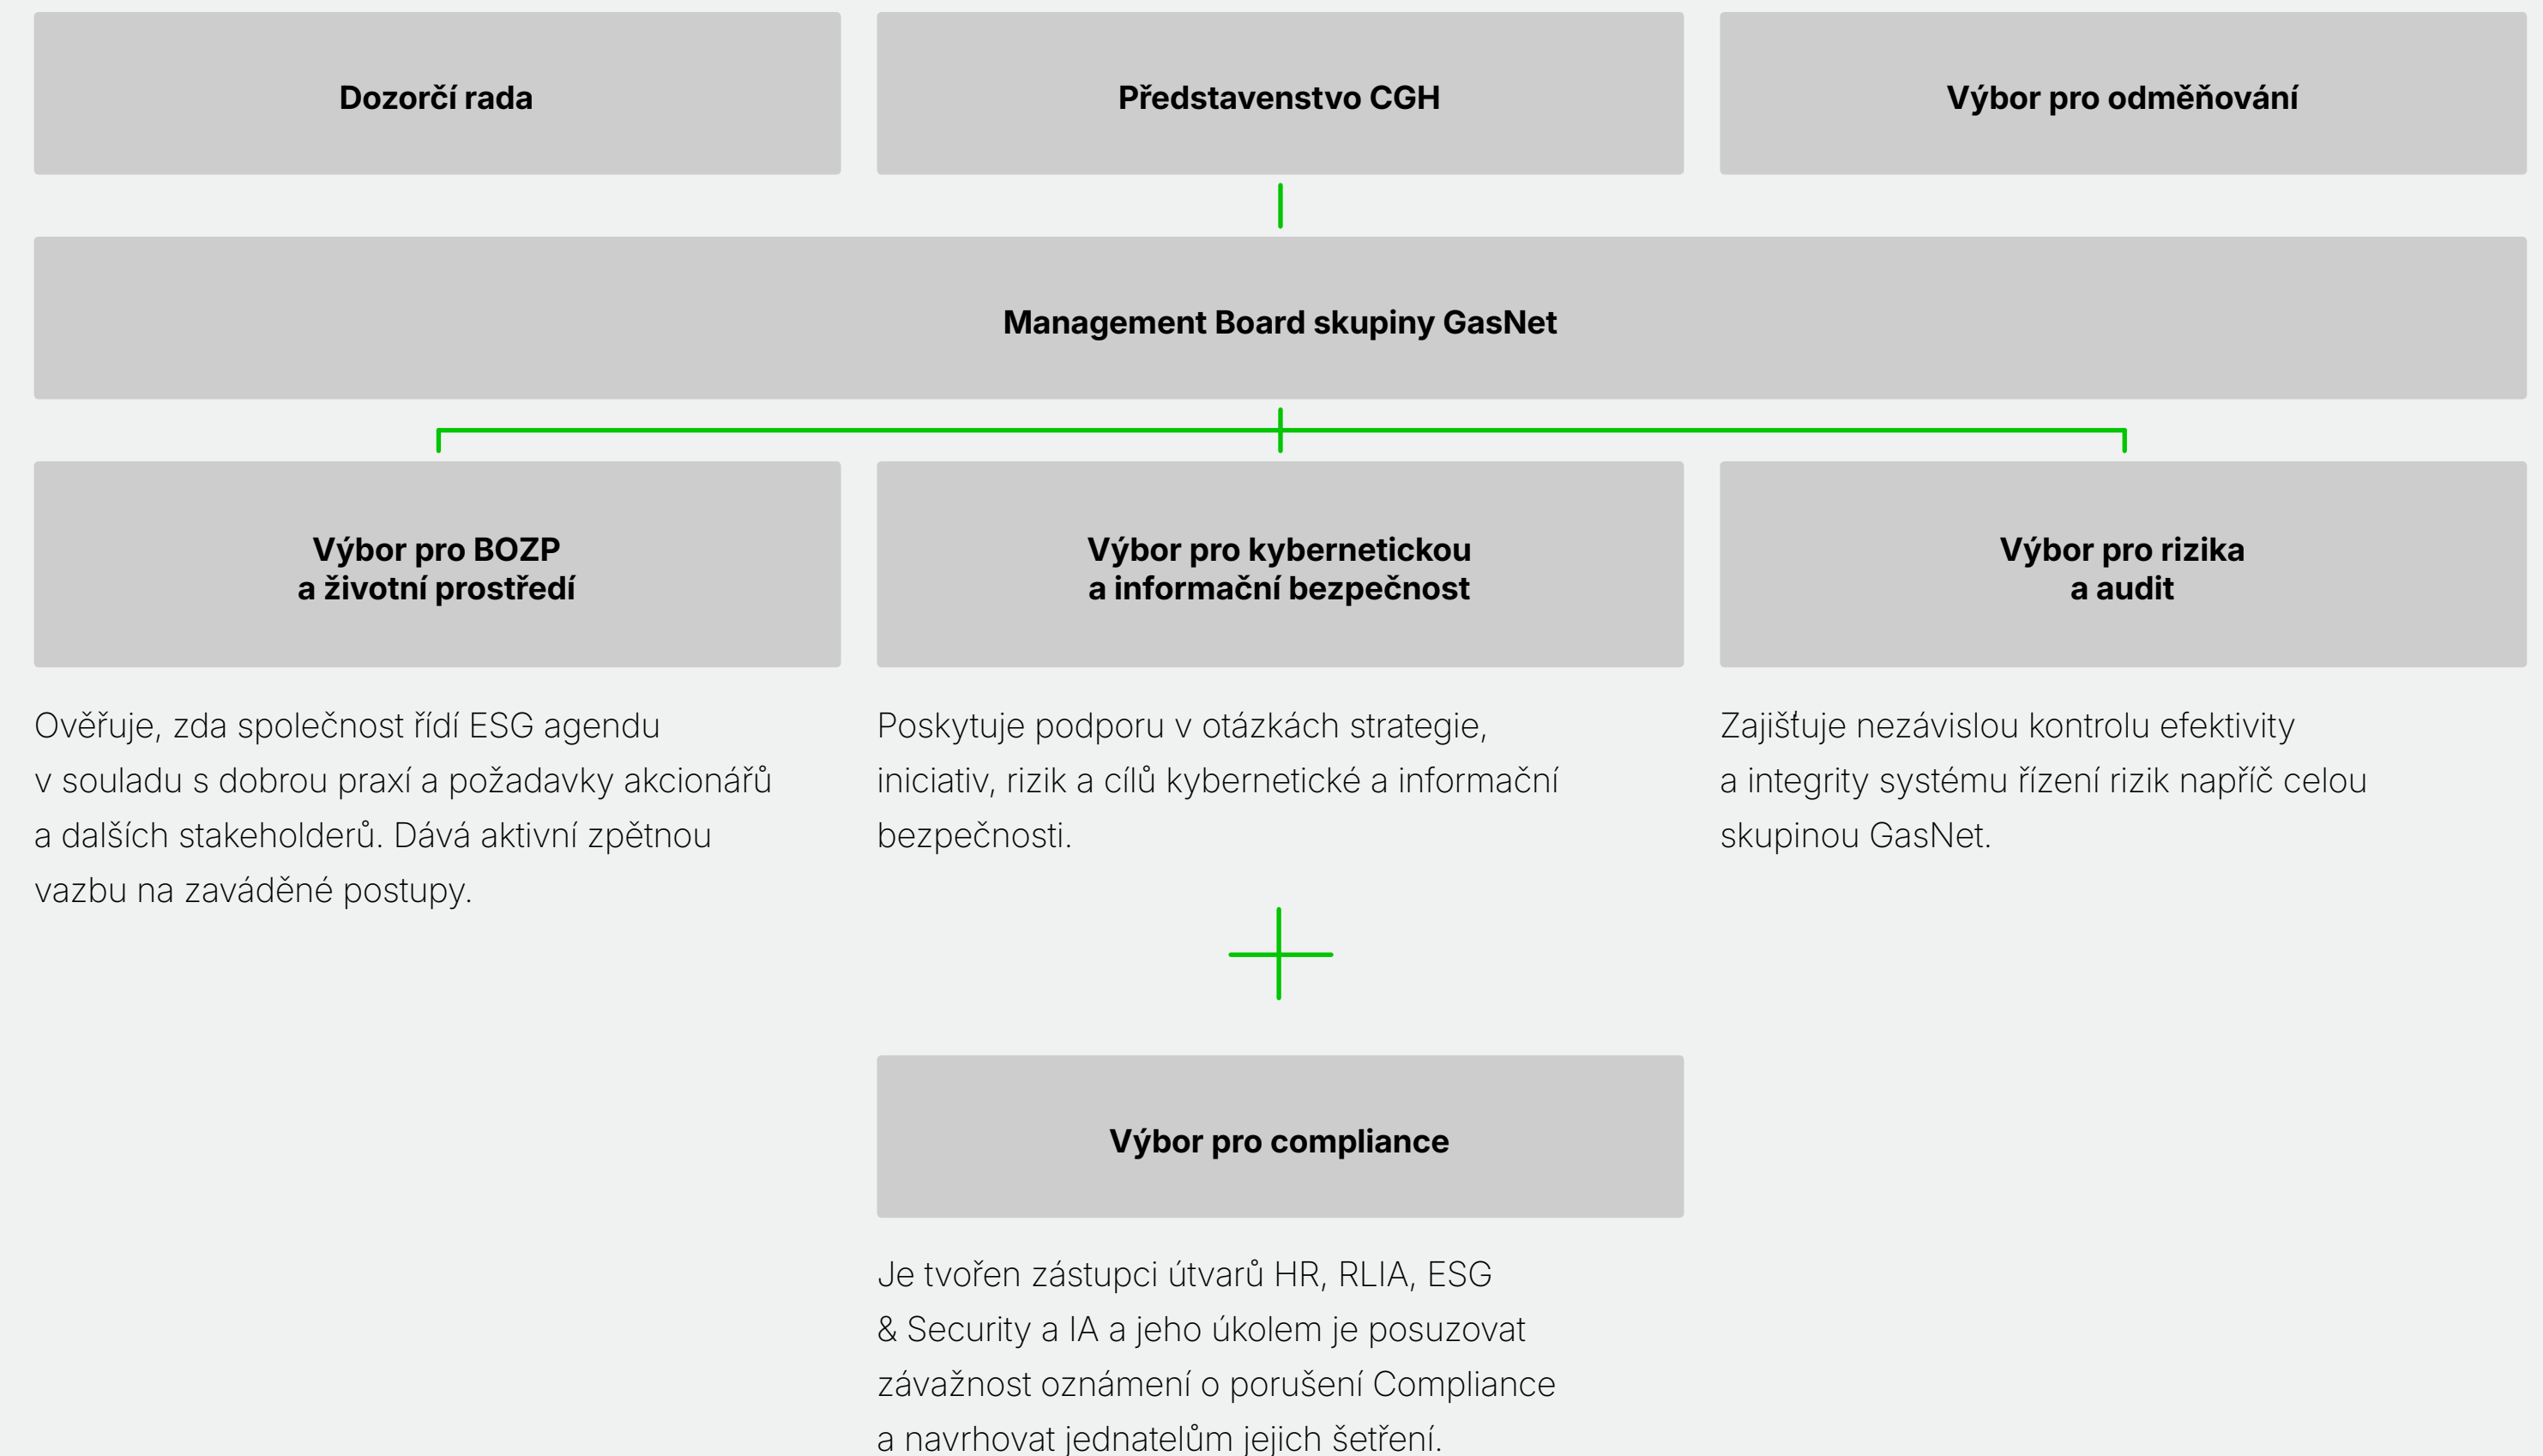 Dozorčí rada
Představenstvo CGH
Výbor pro odměňování
Management Board skupiny GasNet
Výbor pro BOZP
a životní prostředí
Výbor pro kybernetickou
a informační bezpečnost
Výbor pro rizika
a audit
Ověřuje, zda společnost řídí ESG agendu
v souladu s dobrou praxí a požadavky akcionářů
a dalších stakeholderů. Dává aktivní zpětnou
vazbu na zaváděné postupy.
Poskytuje podporu v otázkách strategie,
iniciativ, rizik a cílů kybernetické a informační
bezpečnosti.
Zajišťuje nezávislou kontrolu efektivity
a integrity systému řízení rizik napříč celou
skupinou GasNet.
Výbor pro compliance
Je tvořen zástupci útvarů HR, RLIA, ESG
& Security a IA a jeho úkolem je posuzovat
závažnost oznámení o porušení Compliance
a navrhovat jednatelům jejich šetření.